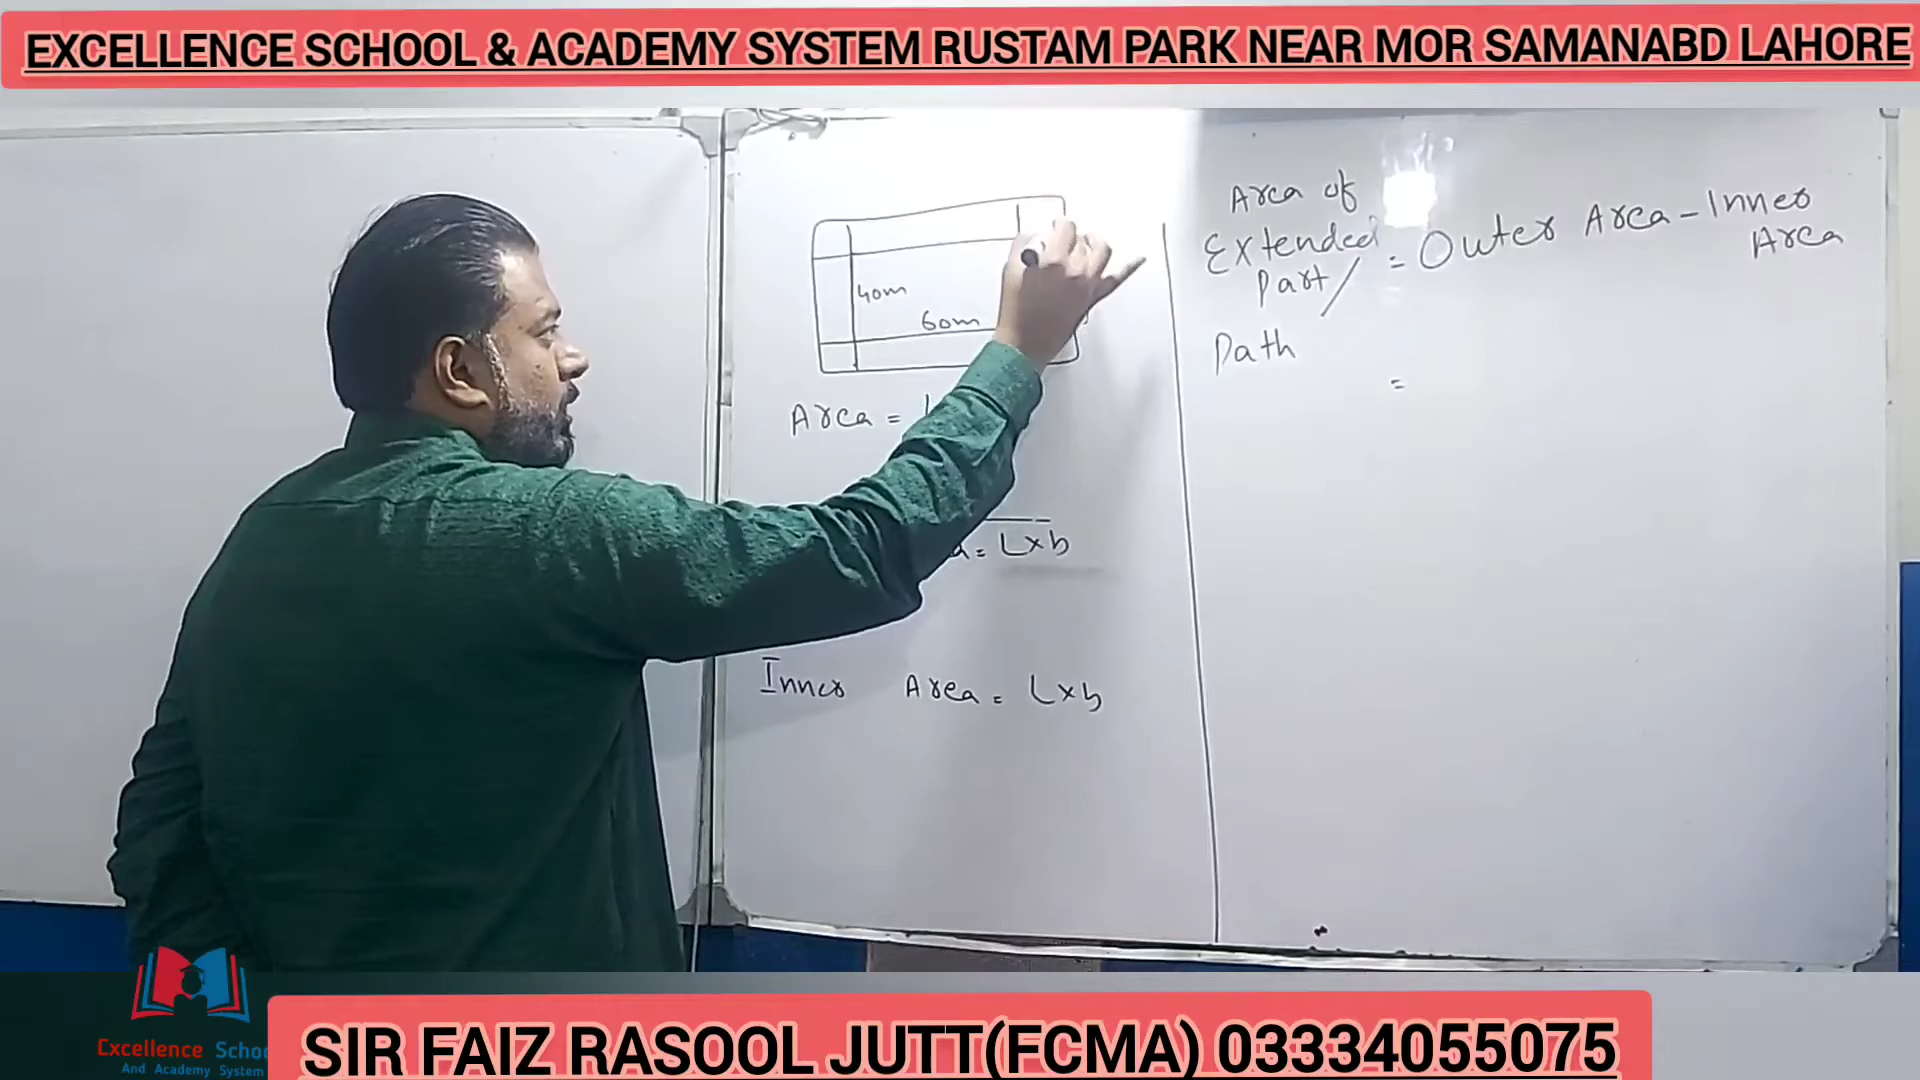 EXCELLENCE SCHOOL & ACADEMY SYSTEM RUSTAM PARK NEAR MOR SAMANABD LAHORE
40m
60m
Area =
= L×b
Inner Area = L×b
Area of
Extended
Part /
Path
= Outer Area - Inner
Area
=
Excellence Schoo
And Academy System
SIR FAIZ RASOOL JUTT(FCMA) 03334055075